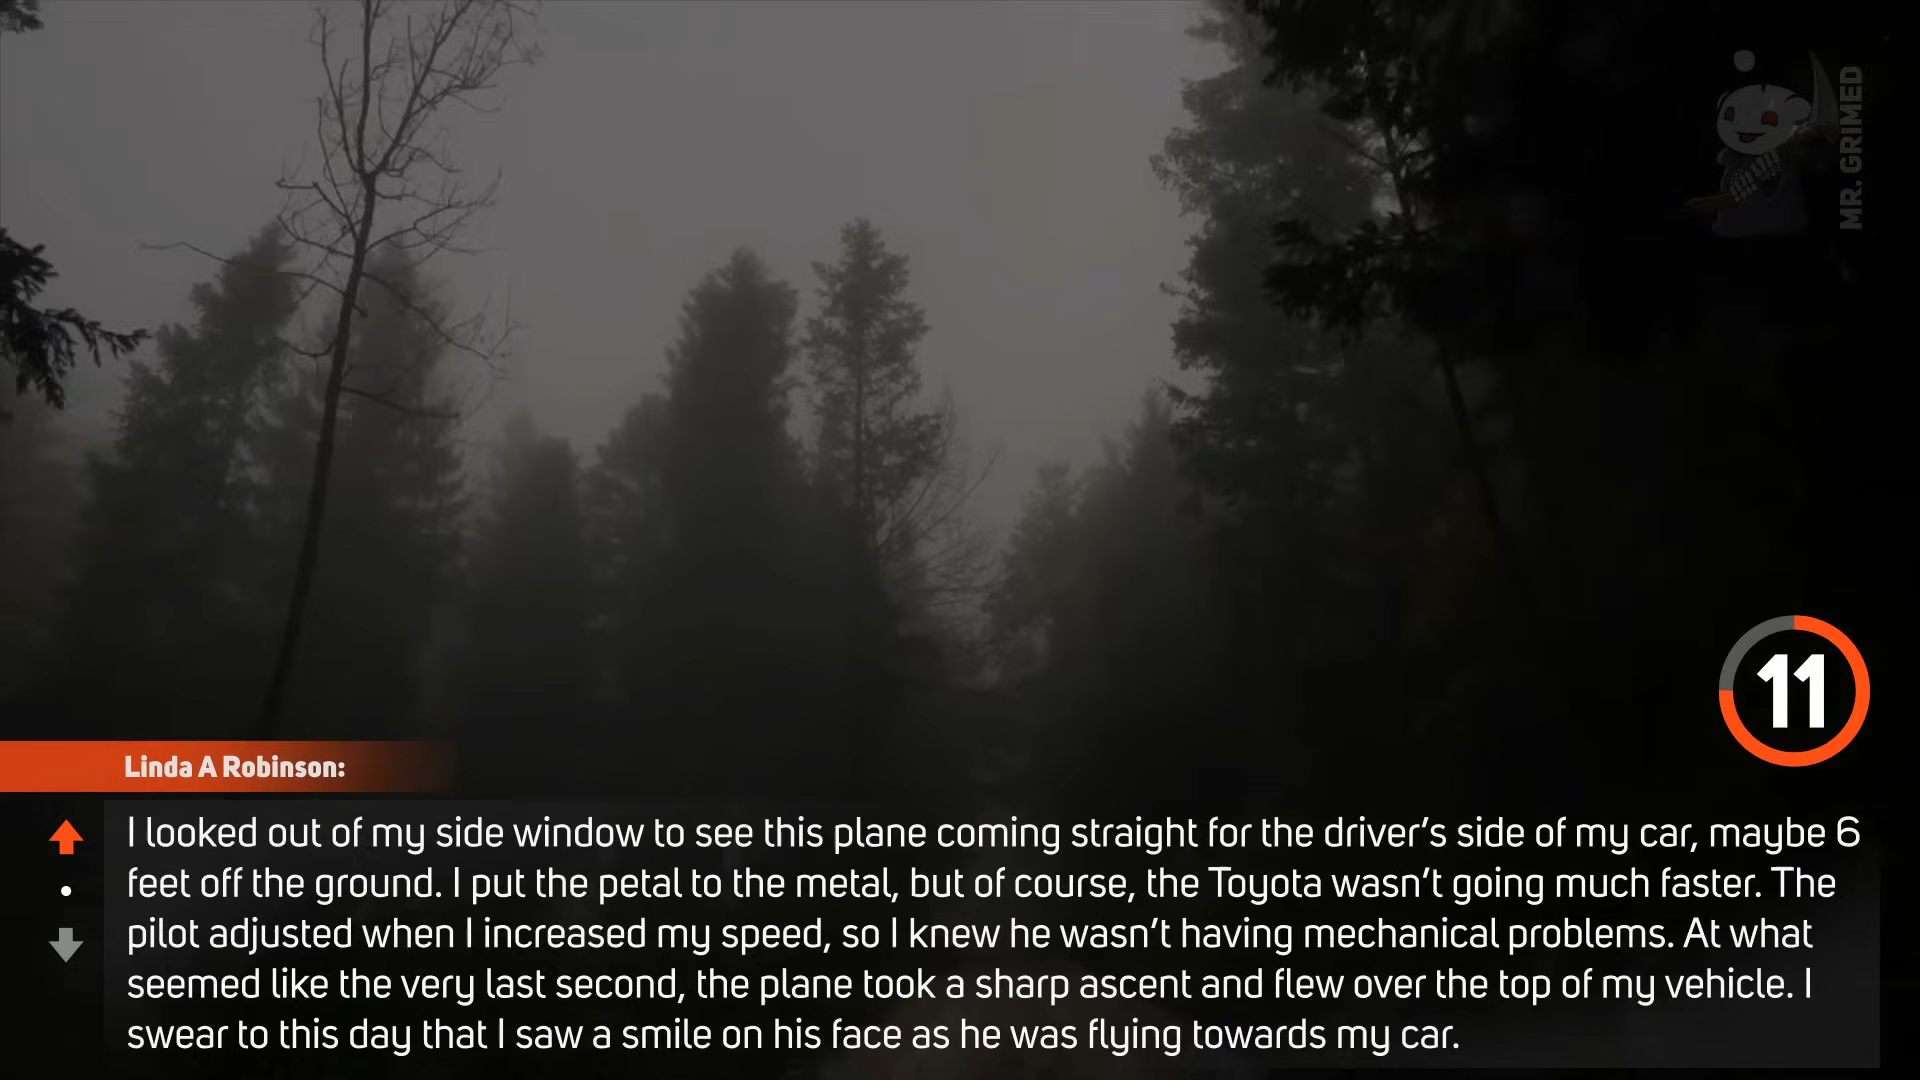 MR. GRIMED
11
Linda A Robinson:
I looked out of my side window to see this plane coming straight for the driver's side of my car, maybe 6
feet off the ground. I put the petal to the metal, but of course, the Toyota wasn't going much faster. The
pilot adjusted when I increased my speed, so I knew he wasn't having mechanical problems. At what
seemed like the very last second, the plane took a sharp ascent and flew over the top of my vehicle. I
swear to this day that I saw a smile on his face as he was flying towards my car.